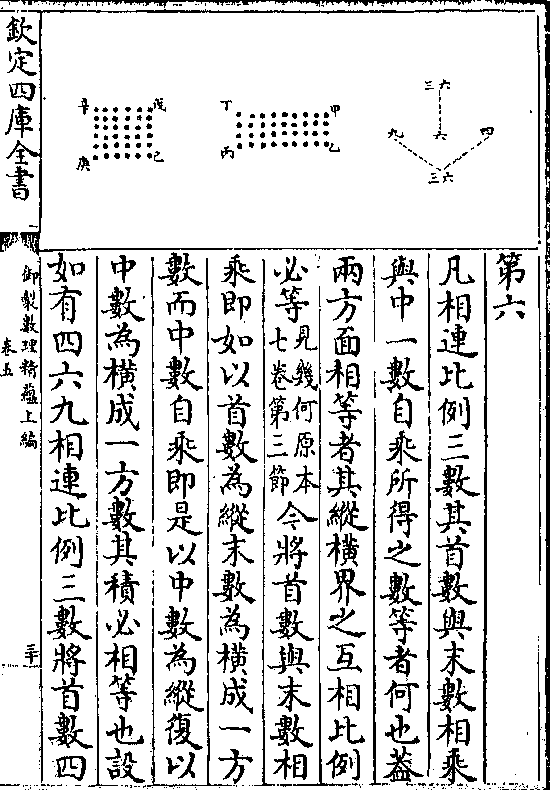 第六
凡相連比例三數其首數與末數相乘
與中一數自乘所得之數等者何也葢
兩方面相等者其縱橫界之互相比例
必等見幾何原本七卷第三節今將首數與末數相
乘即如以首數為縱末數為橫成一方
數而中數自乘即是以中數為縱復以
中數為橫成一方數其積必相等也設
如有四六九相連比例三數將首數四
三六
四
六
九
三六
甲
乙
丁
丙
戊
己
辛
庚
欽定四庫全書
御製數理精蘊上編
卷五
三十